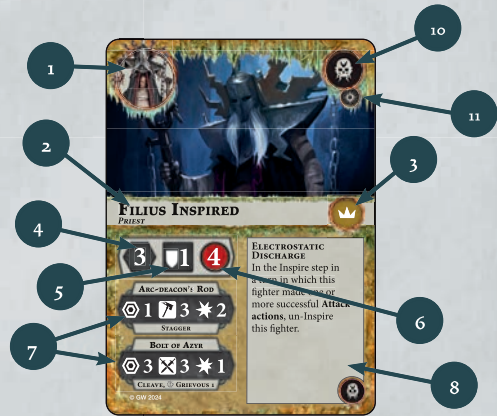 10
1
11
2
3
Filius Inspired
Priest
4
3 1 4
5
Arc-deacon's Rod
1 3 2
Stagger
Bolt of Azyr
3 3 1
Cleave, Grievous 1
© GW 2024
7
Electrostatic
Discharge
In the Inspire step in
a turn in which this
fighter made one or
more successful Attack
actions, un-Inspire
this fighter.
6
8